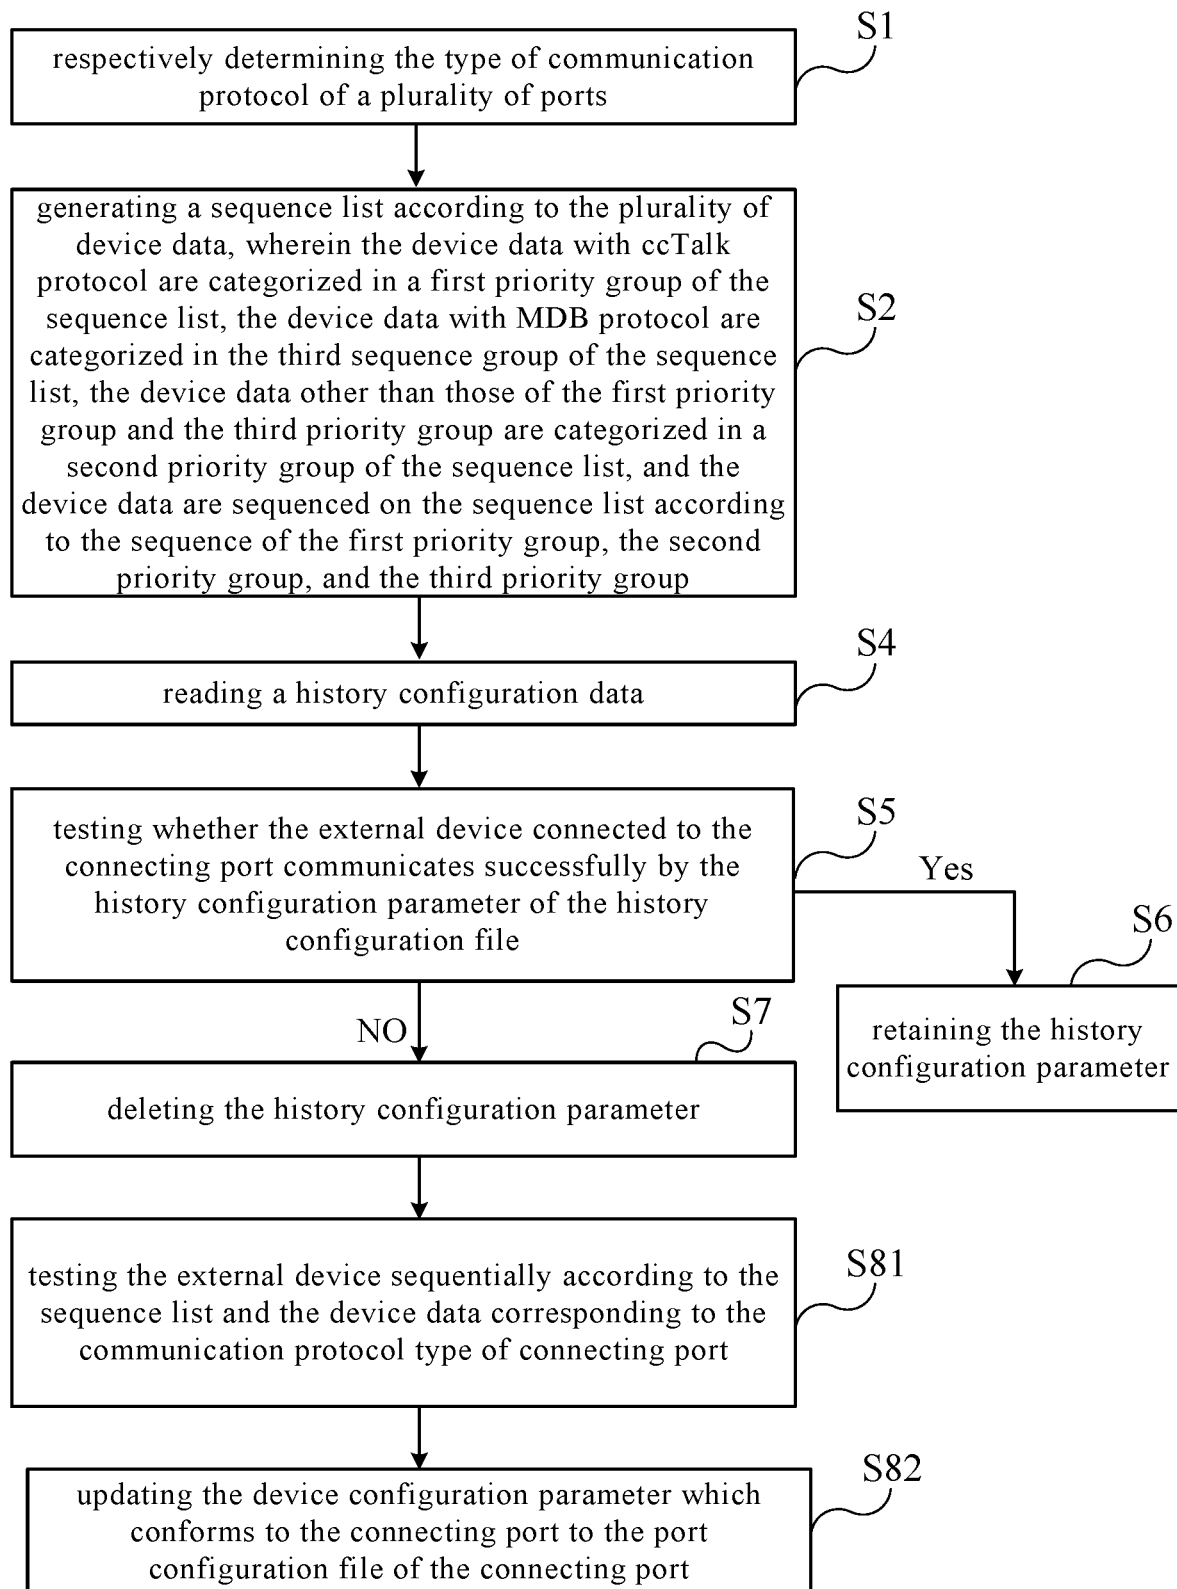 S1
respectively determining the type of communication
protocol of a plurality of ports
generating a sequence list according to the plurality of
device data, wherein the device data with ccTalk
protocol are categorized in a first priority group of the
sequence list, the device data with MDB protocol are
categorized in the third sequence group of the sequence
list, the device data other than those of the first priority
group and the third priority group are categorized in a
second priority group of the sequence list, and the
device data are sequenced on the sequence list according
to the sequence of the first priority group, the second
priority group, and the third priority group
S2
S4
reading a history configuration data
testing whether the external device connected to the
connecting port communicates successfully by the
history configuration parameter of the history
configuration file
S5
Yes
S6
retaining the history
configuration parameter
NO
S7
deleting the history configuration parameter
testing the external device sequentially according to the
sequence list and the device data corresponding to the
communication protocol type of connecting port
S81
S82
updating the device configuration parameter which
conforms to the connecting port to the port
configuration file of the connecting port